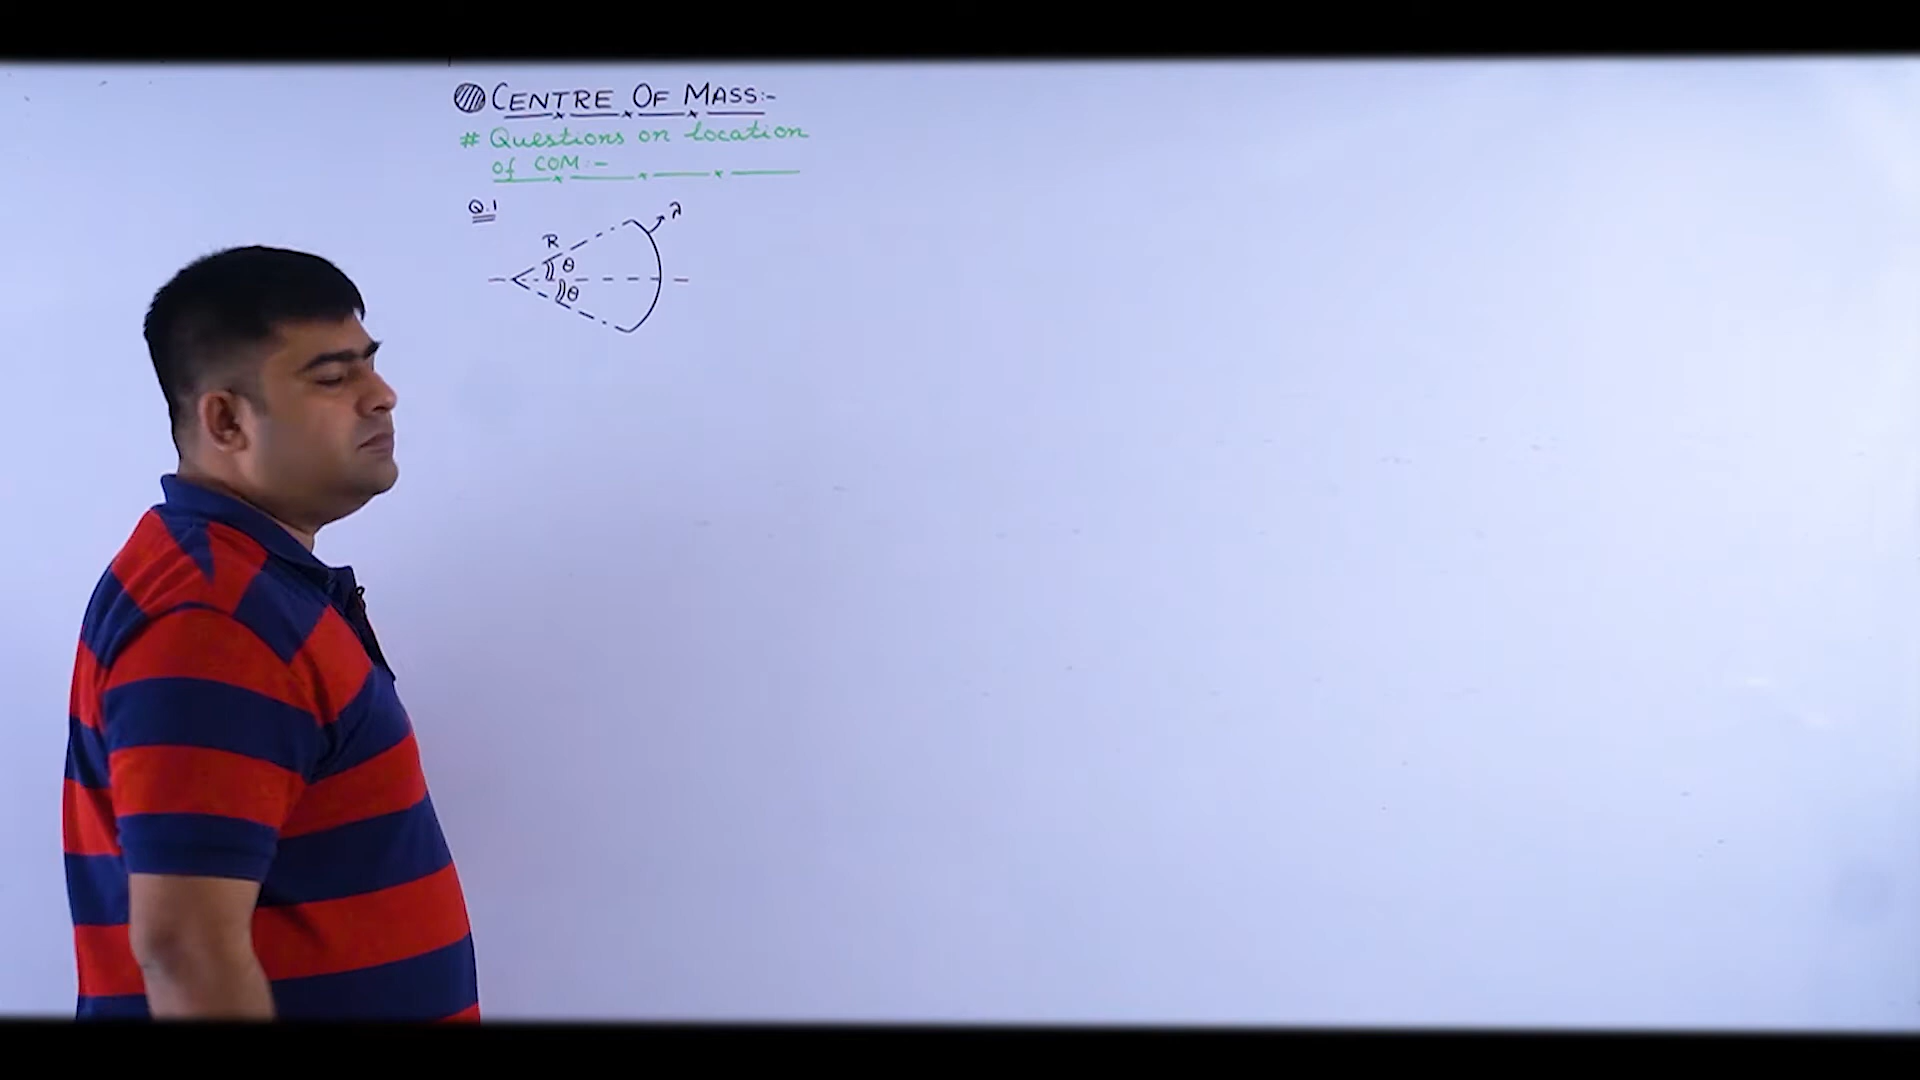 CENTRE OF MASS:-
# Questions on location
of COM:-
Q.1
λ
R
θ
θ